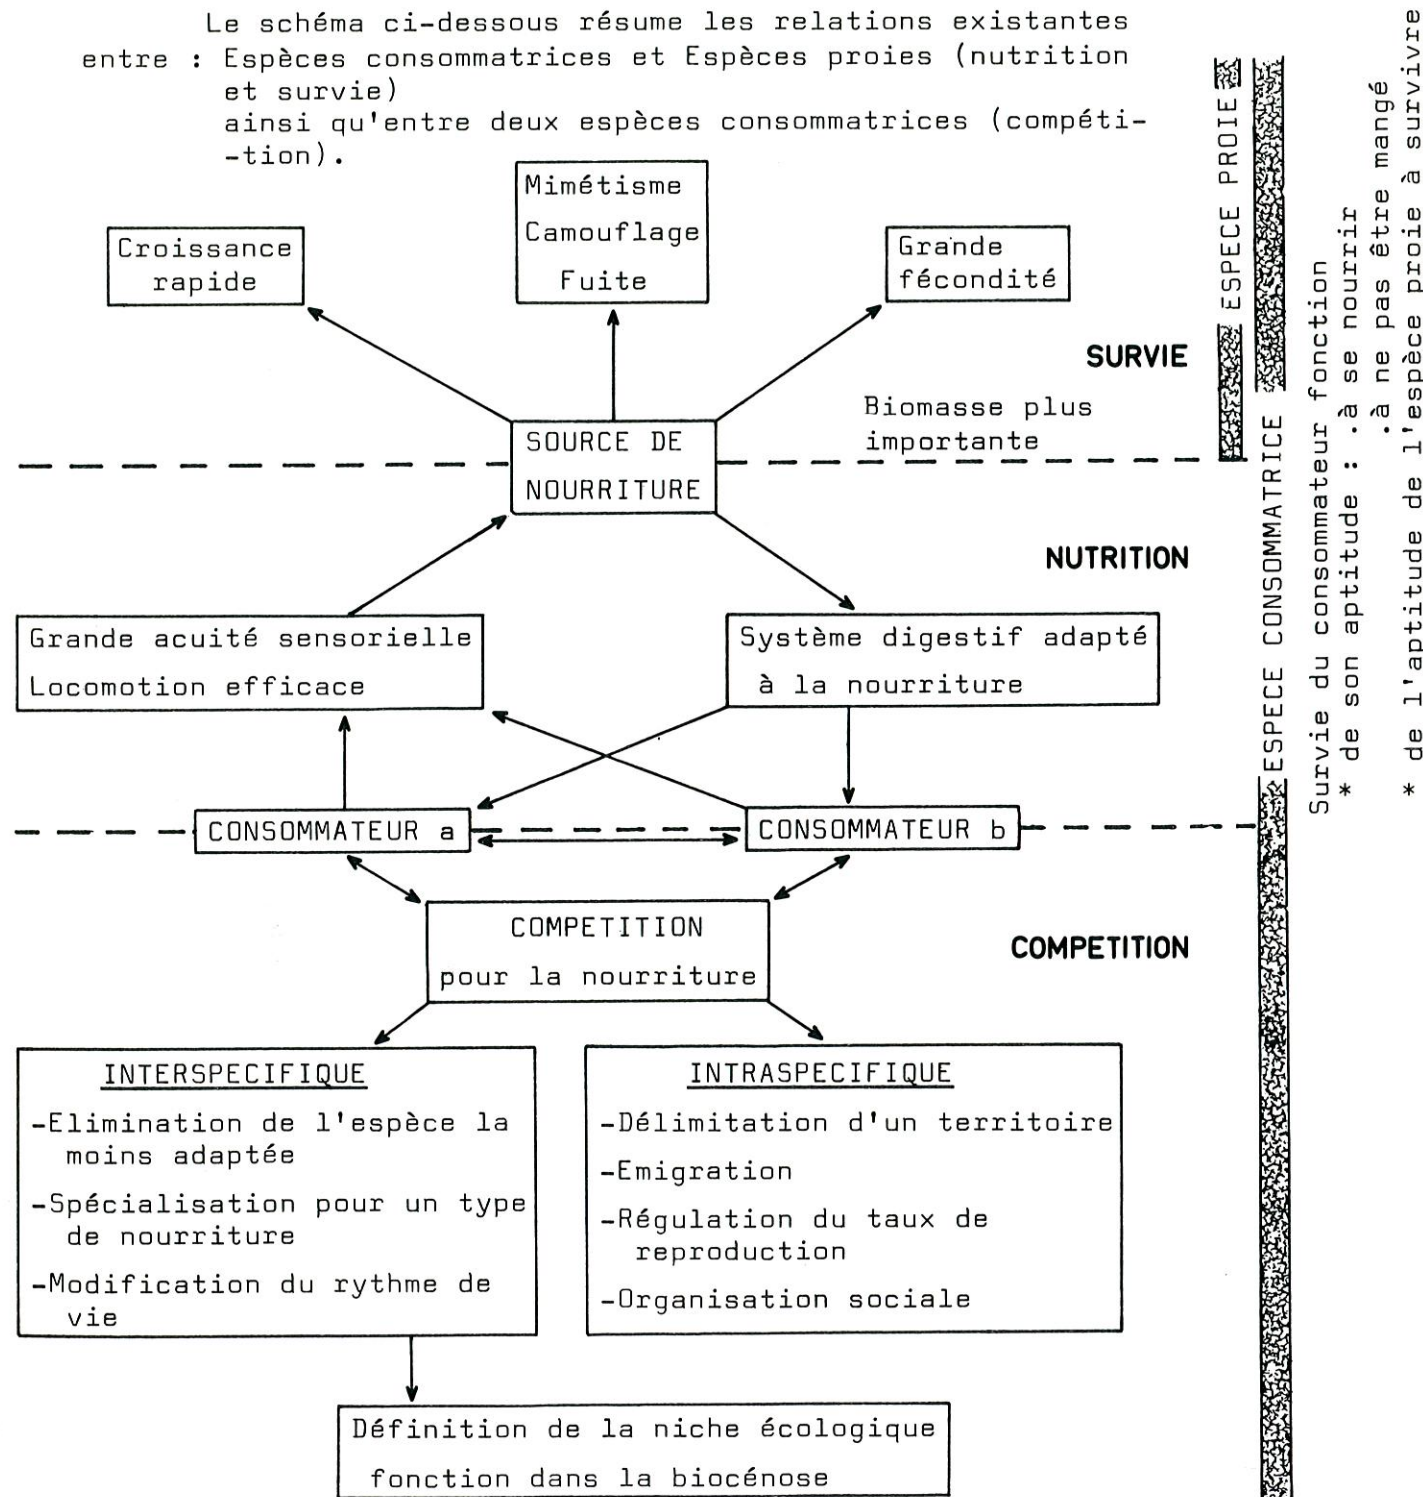 Le schéma ci-dessous résume les relations existantes
entre : Espèces consommatrices et Espèces proies (nutrition
et survie)
ainsi qu'entre deux espèces consommatrices (compéti-
-tion).
Mimétisme
Camouflage
Fuite
Croissance
rapide
Grande
fécondité
SURVIE
Biomasse plus
importante
SOURCE DE
NOURRITURE
NUTRITION
Grande acuité sensorielle
Locomotion efficace
Système digestif adapté
à la nourriture
CONSOMMATEUR a
CONSOMMATEUR b
COMPETITION
pour la nourriture
COMPETITION
INTERSPECIFIQUE
-Elimination de l'espèce la
moins adaptée
-Spécialisation pour un type
de nourriture
-Modification du rythme de
vie
INTRASPECIFIQUE
-Délimitation d'un territoire
-Emigration
-Régulation du taux de
reproduction
-Organisation sociale
Définition de la niche écologique
fonction dans la biocénose
ESPECE PROIE
ESPECE CONSOMMATRICE
Survie du consommateur fonction
* de son aptitude : .à se nourrir
.à ne pas être mangé
* de l'aptitude de l'espèce proie à survivre